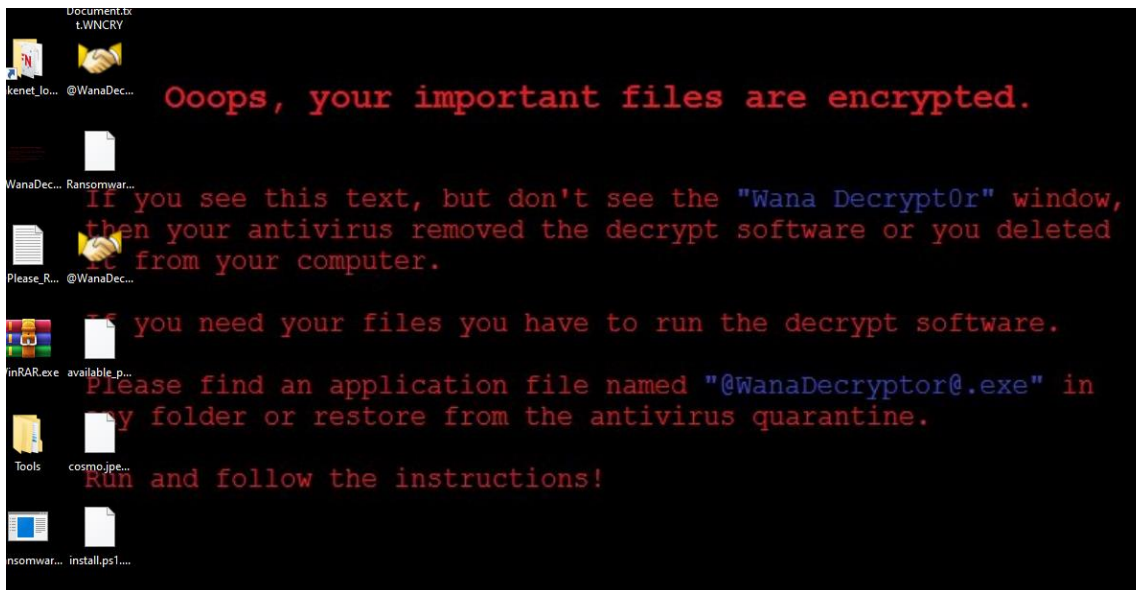 Document.tx
t.WNCRY
kenet_lo...
@WanaDec...
Ooops, your important files are encrypted.
WanaDec...
Ransomwar...
If you see this text, but don't see the "Wana Decrypt0r" window,
then your antivirus removed the decrypt software or you deleted
it from your computer.
Please_R...
@WanaDec...
If you need your files you have to run the decrypt software.
inRAR.exe
available_p...
Please find an application file named "@WanaDecryptor@.exe" in
any folder or restore from the antivirus quarantine.
Tools
cosmo.jpe...
Run and follow the instructions!
nsomwar...
install.ps1....